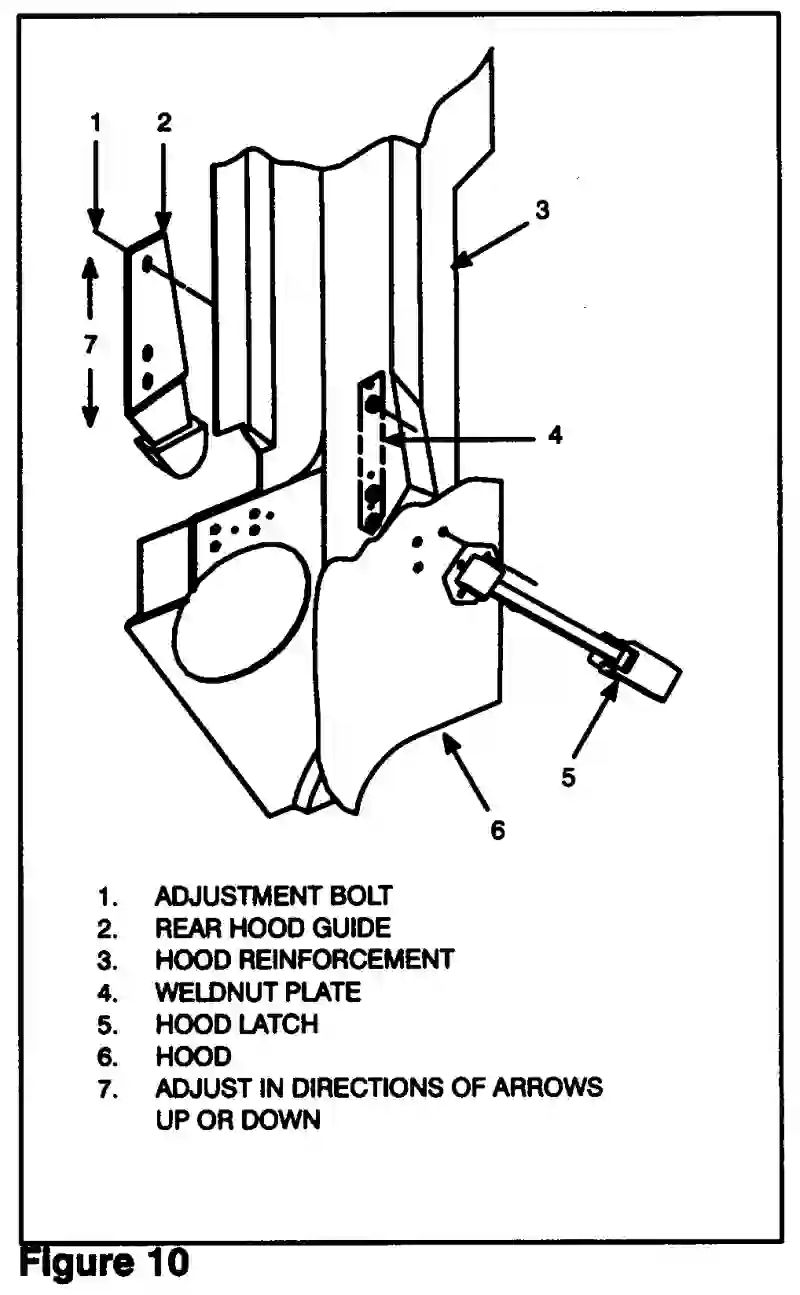 1
2
3
7
4
5
6
1. ADJUSTMENT BOLT
2. REAR HOOD GUIDE
3. HOOD REINFORCEMENT
4. WELDNUT PLATE
5. HOOD LATCH
6. HOOD
7. ADJUST IN DIRECTIONS OF ARROWS
UP OR DOWN
Figure 10